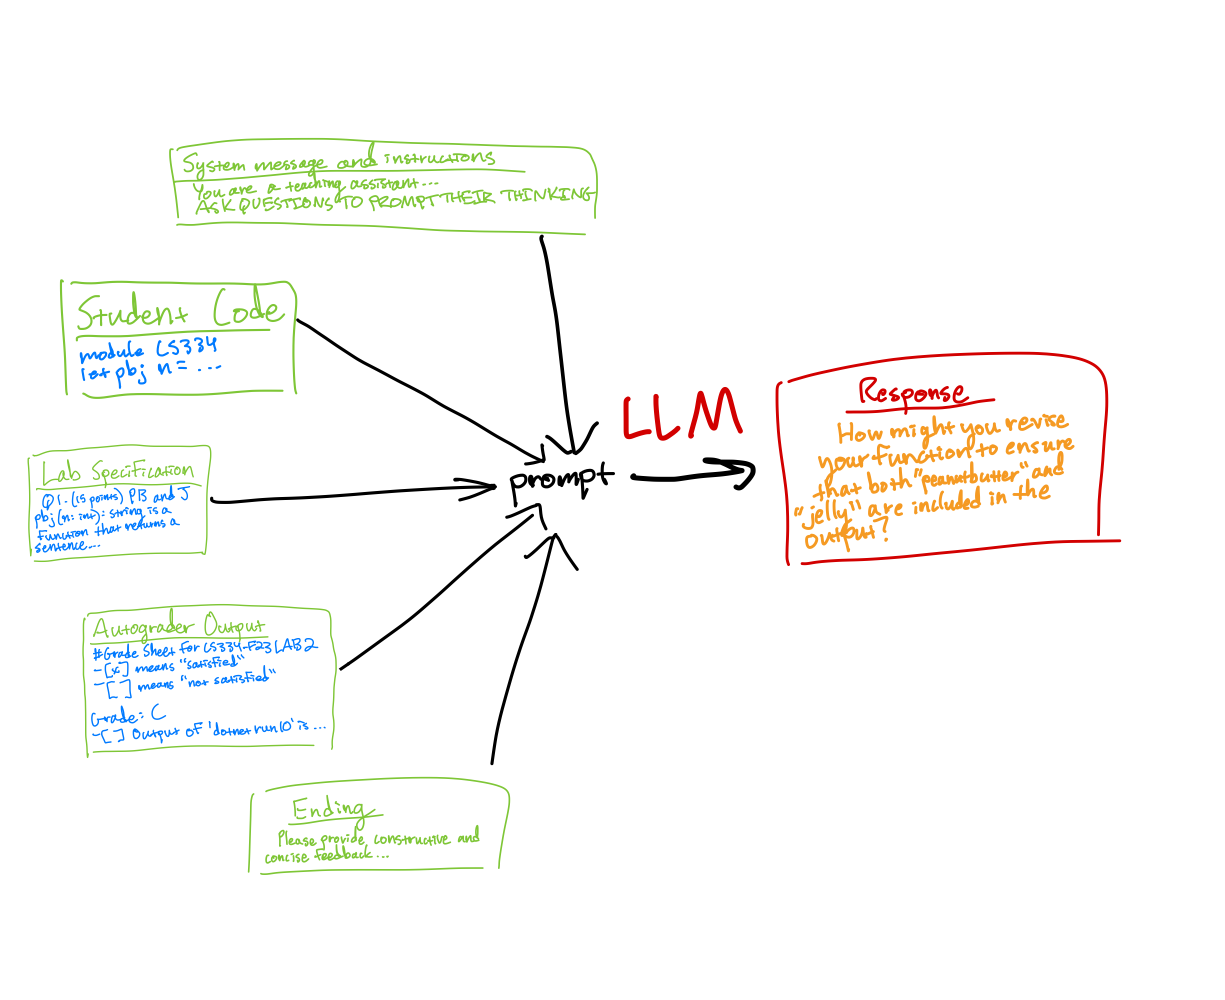 System message and instructions
You are a teaching assistant...
ASK QUESTIONS TO PROMPT THEIR THINKING
Student Code
module CS334
let pbj n = ...
Lab Specification
Q1. (15 points) PB and J
pbj(n: int): string is a
function that returns a
sentence...
Autograder Output
#Grade Sheet for CS334-F23 LAB2
-[x] means "satisfied"
-[ ] means "not satisfied"
Grade: C
-[ ] Output of 'dotnet run 10' is ...
Ending
Please provide constructive and
concise feedback...
prompt
LLM
Response
How might you revise
your function to ensure
that both "peanutbutter" and
"jelly" are included in the
output?